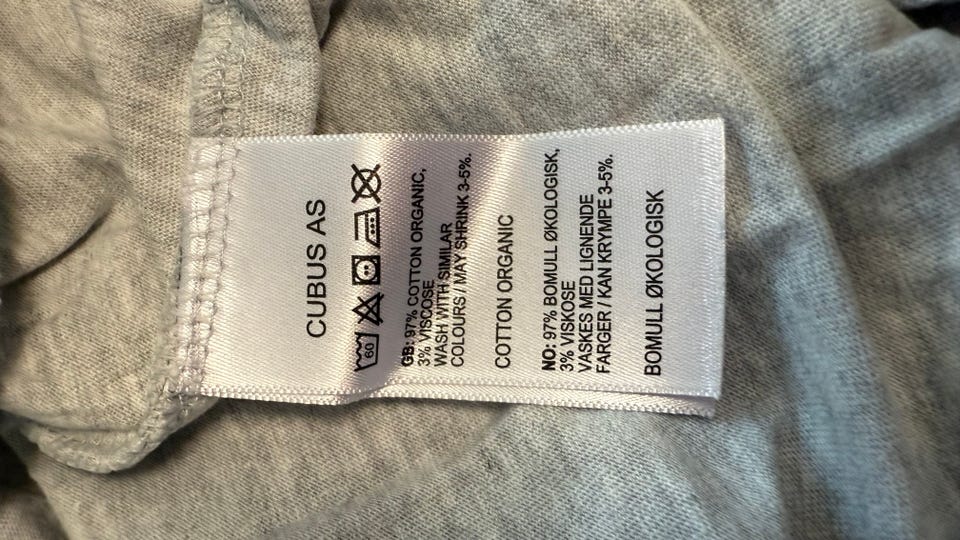 CUBUS AS
60
GB: 97% COTTON ORGANIC,
3% VISCOSE
WASH WITH SIMILAR
COLOURS / MAY SHRINK 3-5%.
COTTON ORGANIC
NO: 97% BOMULL ØKOLOGISK,
3% VISKOSE
VASKES MED LIGNENDE
FARGER / KAN KRYMPE 3-5%.
BOMULL ØKOLOGISK